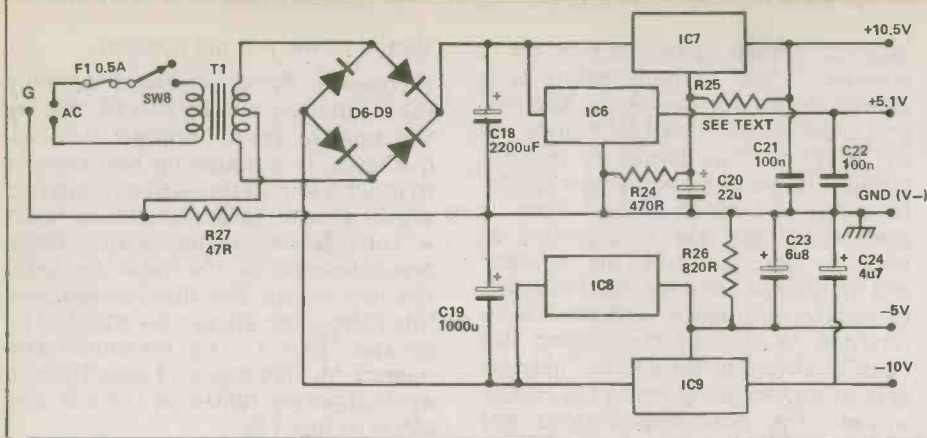 F1 0.5A
T1
G
AC
SW8
D6-D9
+
C18
2200uF
IC7
IC6
R25
SEE TEXT
+10.5V
+5.1V
C21
100n
C22
100n
R24
470R
+
C20
22u
GND (V–)
R27
47R
+
C19
1000u
IC8
R26
820R
+
C23
6u8
+
C24
4u7
–5V
IC9
–10V